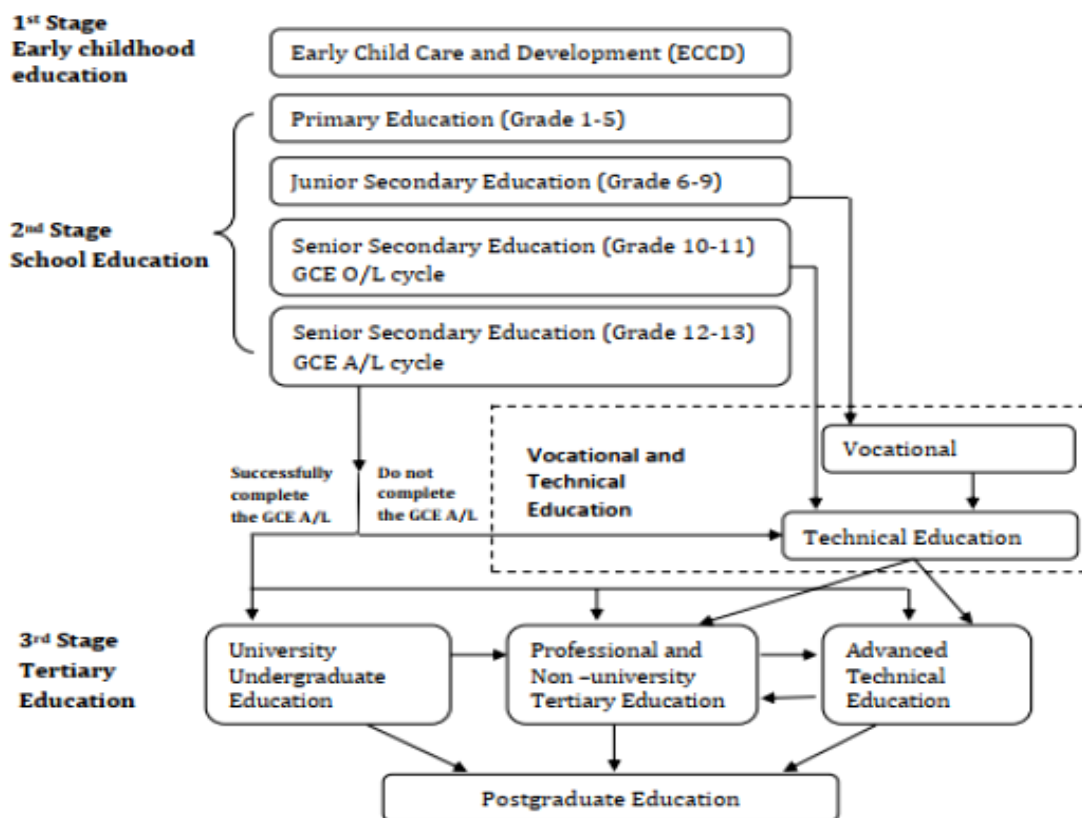 1st Stage
Early childhood
education
Early Child Care and Development (ECCD)
Primary Education (Grade 1-5)
Junior Secondary Education (Grade 6-9)
2nd Stage
School Education
Senior Secondary Education (Grade 10-11)
GCE O/L cycle
Senior Secondary Education (Grade 12-13)
GCE A/L cycle
Successfully
complete
the GCE A/L
Do not
complete
the GCE A/L
Vocational and
Technical
Education
Vocational
Technical Education
3rd Stage
Tertiary
Education
University
Undergraduate
Education
Professional and
Non –university
Tertiary Education
Advanced
Technical
Education
Postgraduate Education